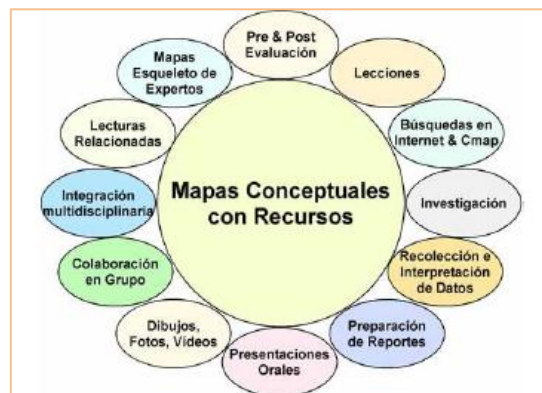 Pre & Post
Evaluación
Lecciones
Búsquedas en
Internet & Cmap
Investigación
Recolección e
Interpretación
de Datos
Preparación
de Reportes
Presentaciones
Orales
Dibujos,
Fotos, Vídeos
Colaboración
en Grupo
Integración
multidisciplinaria
Lecturas
Relacionadas
Mapas
Esqueleto de
Expertos
Mapas Conceptuales
con Recursos